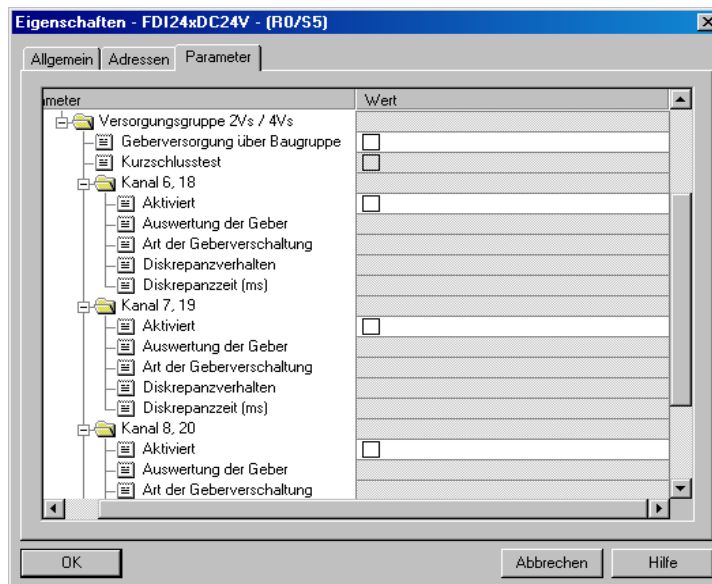 Eigenschaften - FDI24xDC24V - (R0/S5)
Allgemein Adressen Parameter
meter Wert
Versorgungsgruppe 2Vs / 4Vs
Geberversorgung über Baugruppe
Kurzschlusstest
Kanal 6, 18
Aktiviert
Auswertung der Geber
Art der Geberverschaltung
Diskrepanzverhalten
Diskrepanzzeit (ms)
Kanal 7, 19
Aktiviert
Auswertung der Geber
Art der Geberverschaltung
Diskrepanzverhalten
Diskrepanzzeit (ms)
Kanal 8, 20
Aktiviert
Auswertung der Geber
Art der Geberverschaltung
OK Abbrechen Hilfe